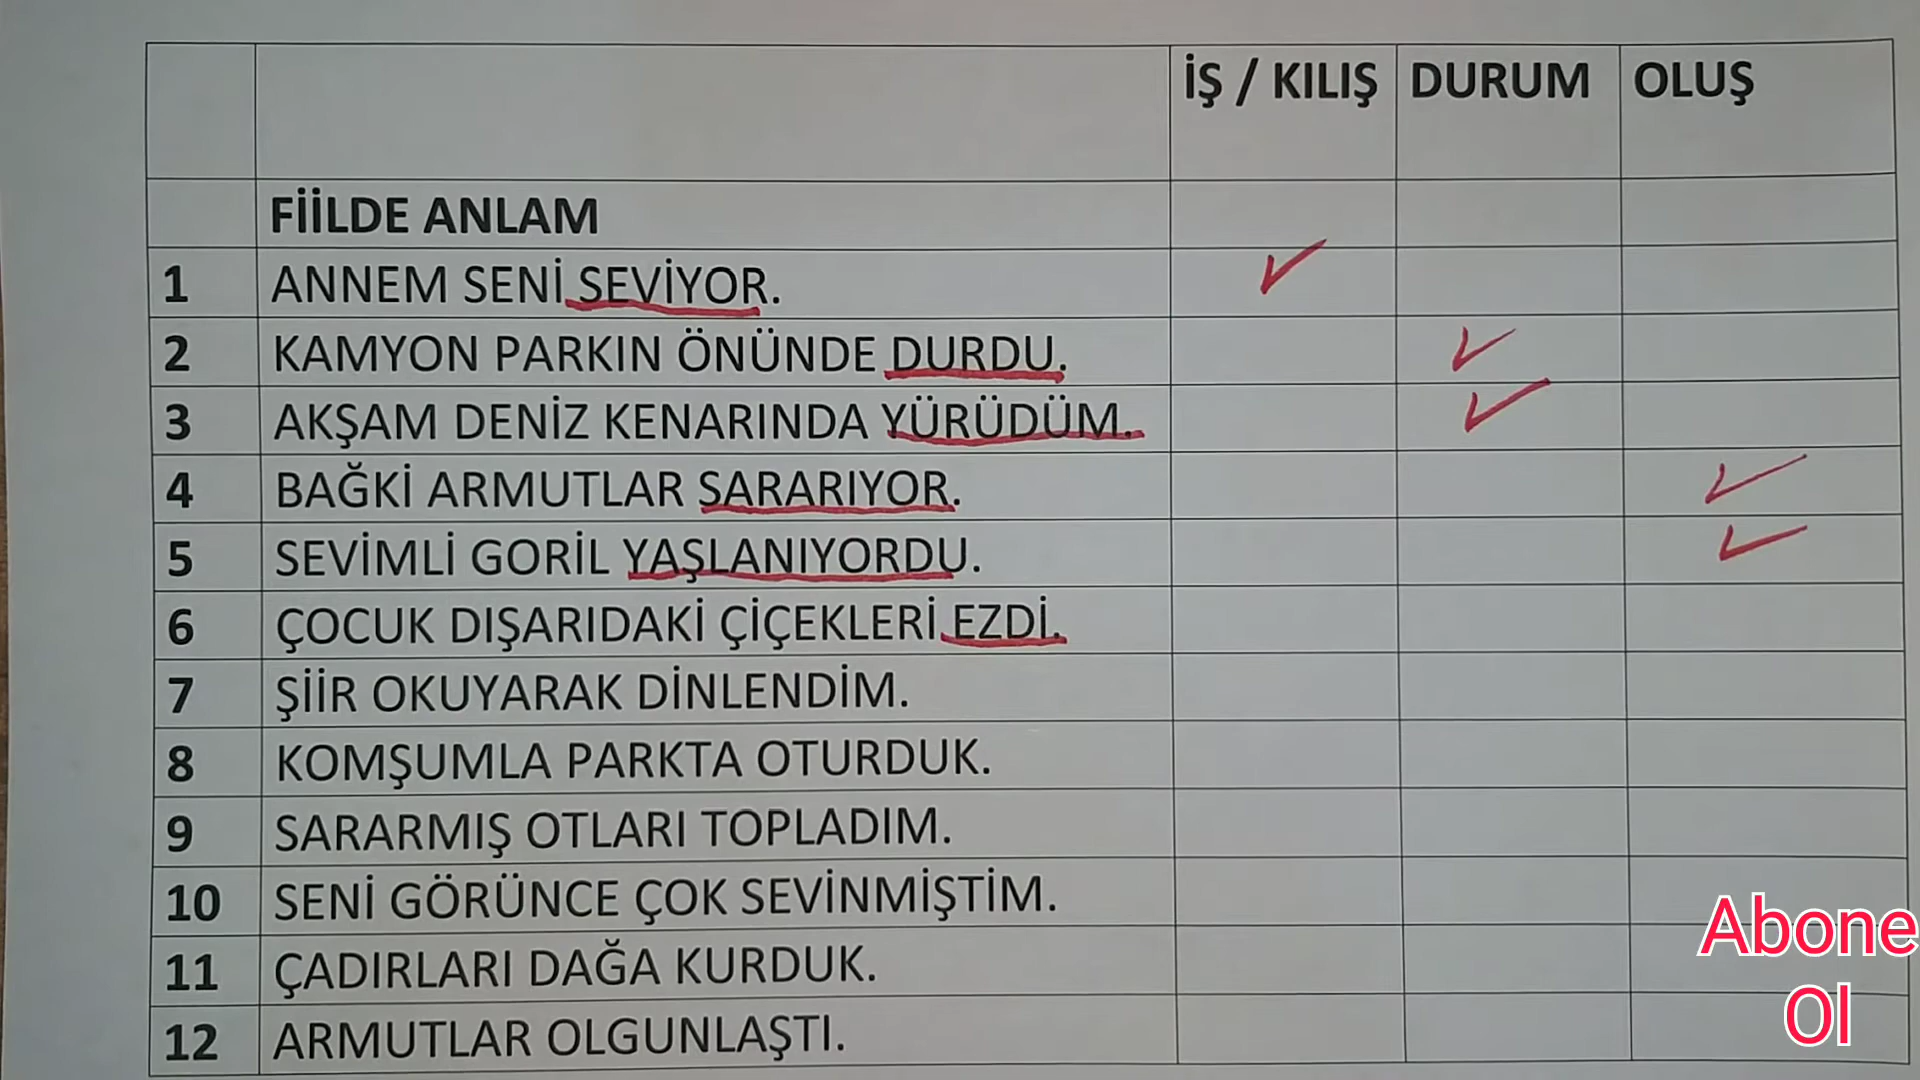 İŞ / KILIŞ DURUM OLUŞ
FİİLDE ANLAM
1 ANNEM SENİ SEVİYOR.
2 KAMYON PARKIN ÖNÜNDE DURDU.
3 AKŞAM DENİZ KENARINDA YÜRÜDÜM.
4 BAĞKİ ARMUTLAR SARARIYOR.
5 SEVİMLİ GORİL YAŞLANIYORDU.
6 ÇOCUK DIŞARIDAKİ ÇİÇEKLERİ EZDİ.
7 ŞİİR OKUYARAK DİNLENDİM.
8 KOMŞUMLA PARKTA OTURDUK.
9 SARARMIŞ OTLARI TOPLADIM.
10 SENİ GÖRÜNCE ÇOK SEVİNMİŞTİM.
11 ÇADIRLARI DAĞA KURDUK.
12 ARMUTLAR OLGUNLAŞTI.
Abone
Ol